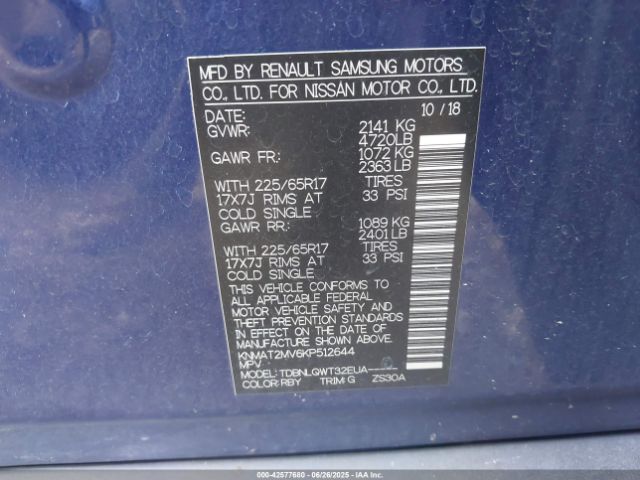 MFD BY RENAULT SAMSUNG MOTORS
CO., LTD. FOR NISSAN MOTOR CO., LTD.
DATE: 10 / 18
GVWR: 2141 KG
4720LB
GAWR FR: 1072 KG
2363 LB
WITH 225/65R17 TIRES
17X7J RIMS AT 33 PSI
COLD SINGLE
GAWR RR: 1089 KG
2401 LB
WITH 225/65R17 TIRES
17X7J RIMS AT 33 PSI
COLD SINGLE
THIS VEHICLE CONFORMS TO
ALL APPLICABLE FEDERAL
MOTOR VEHICLE SAFETY AND
THEFT PREVENTION STANDARDS
IN EFFECT ON THE DATE OF
MANUFACTURE SHOWN ABOVE.
KNMAT2MV6KP512644
MPV
MODEL: TDBNLQWT32EUA-----
COLOR:RBY TRIM:G ZS30A
000-42577680 | 06/26/2025 | IAAI.COM